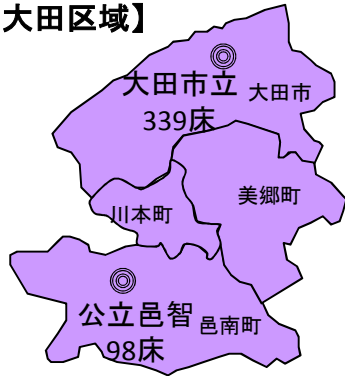 大田区域】
大田市立
339床
大田市
美郷町
川本町
公立邑智
98床
邑南町